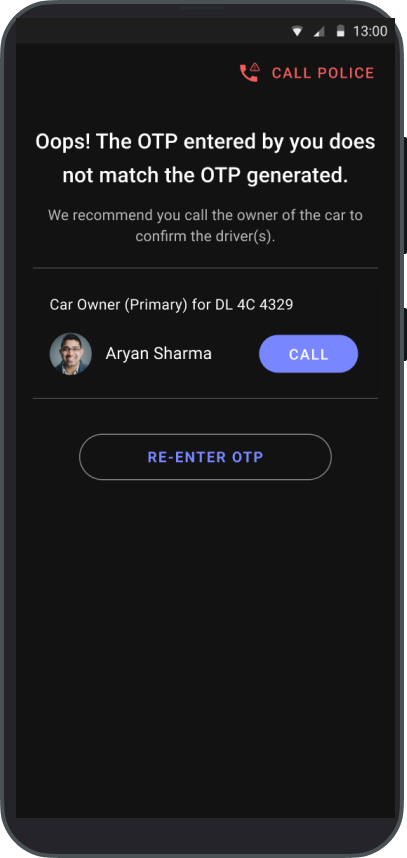 13:00
CALL POLICE
Oops! The OTP entered by you does
not match the OTP generated.
We recommend you call the owner of the car to
confirm the driver(s).
Car Owner (Primary) for DL 4C 4329
Aryan Sharma
CALL
RE-ENTER OTP